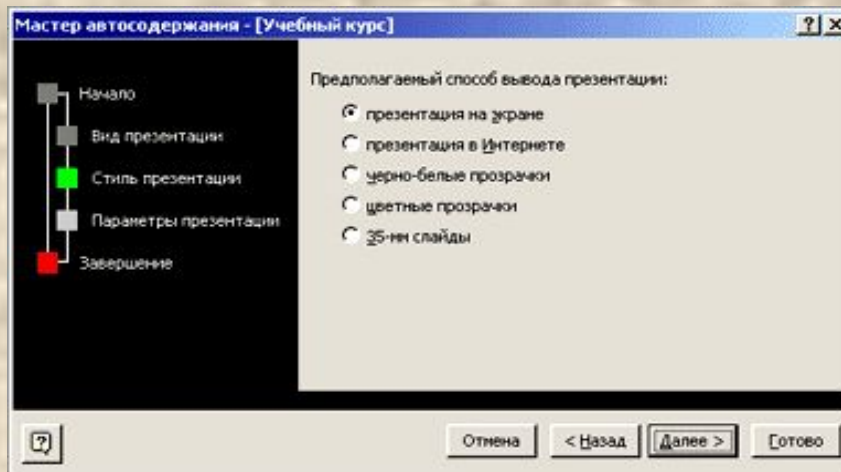 Мастер автосодержания - [Учебный курс]
Начало
Вид презентации
Стиль презентации
Параметры презентации
Завершение
Предполагаемый способ вывода презентации:
презентация на экране
презентация в Интернете
черно-белые прозрачки
цветные прозрачки
35-мм слайды
Отмена
< Назад
Далее >
Готово